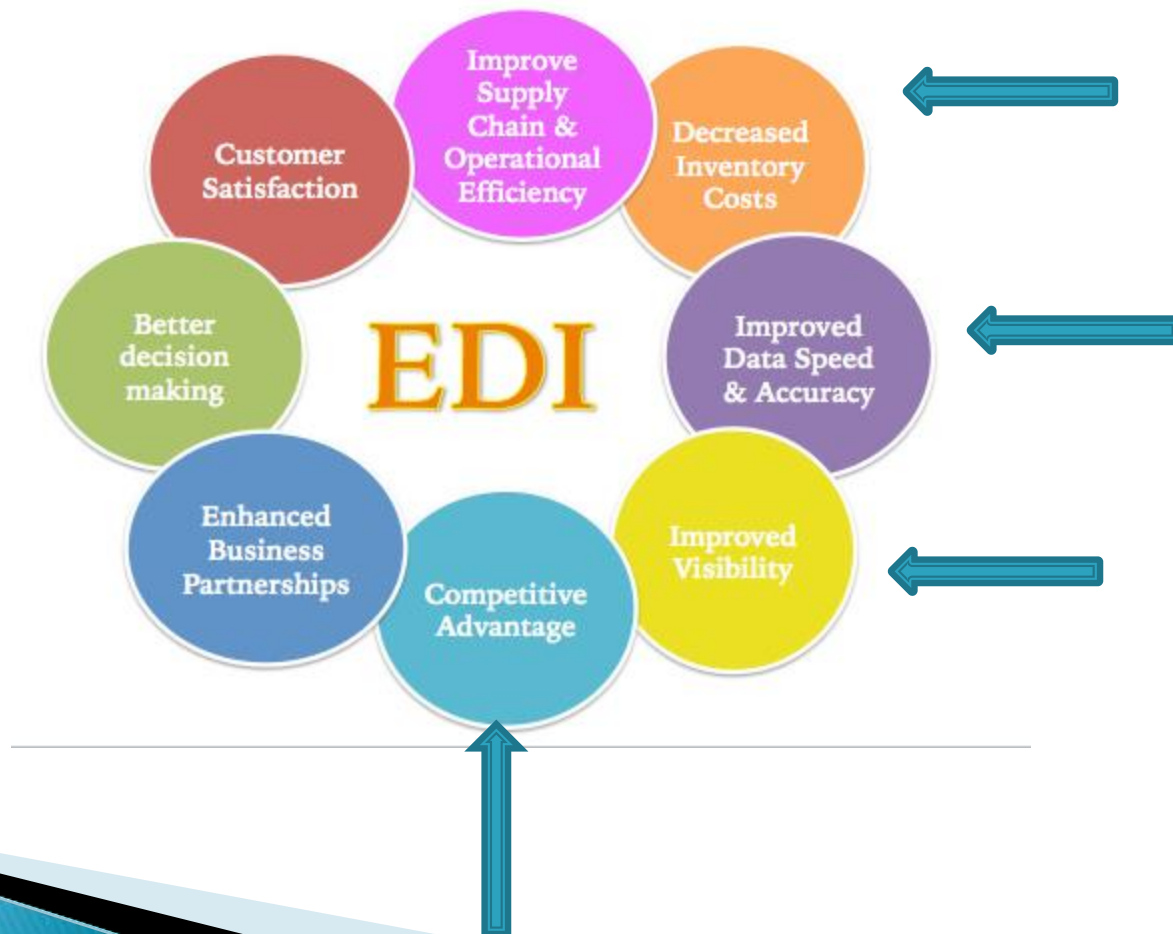 Improve
Supply
Chain &
Operational
Efficiency
Decreased
Inventory
Costs
Improved
Data Speed
& Accuracy
Improved
Visibility
Competitive
Advantage
Enhanced
Business
Partnerships
Better
decision
making
Customer
Satisfaction
EDI